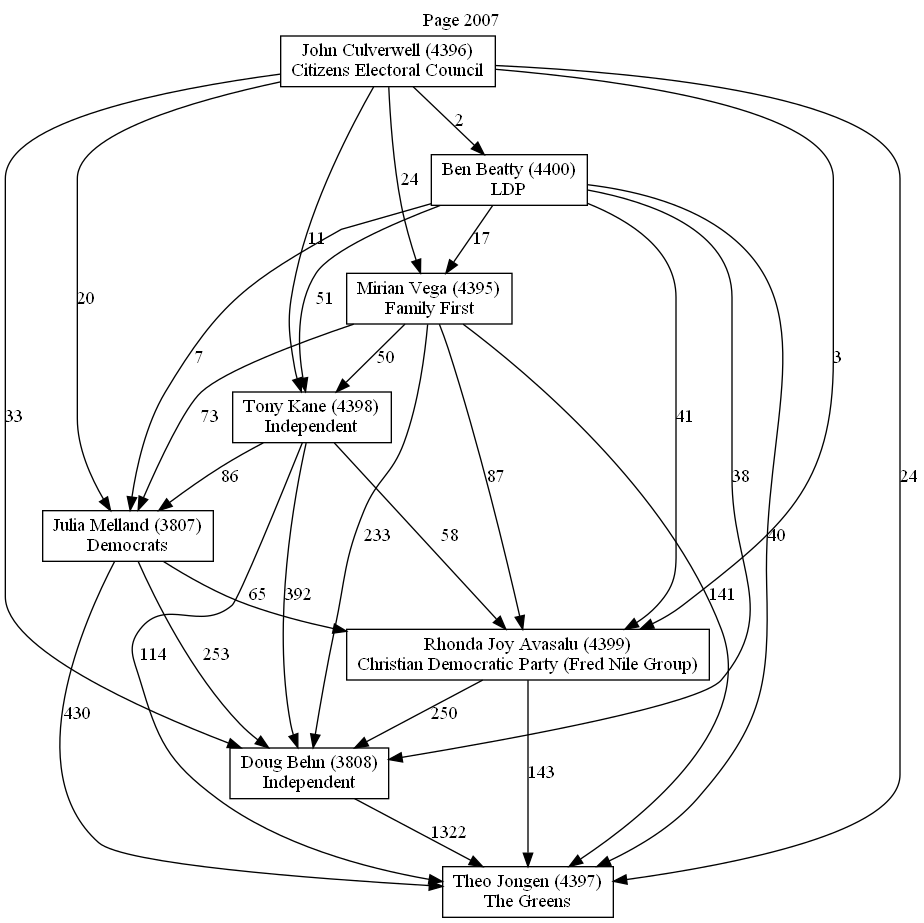 Page 2007
John Culverwell (4396)
Citizens Electoral Council
2
Ben Beatty (4400)
LDP
24
11
17
51
20
Mirian Vega (4395)
Family First
7
50
3
33
73
Tony Kane (4398)
Independent
41
86
87
38
24
Julia Melland (3807)
Democrats
233
58
40
65
392
141
Rhonda Joy Avasalu (4399)
Christian Democratic Party (Fred Nile Group)
114
253
430
250
Doug Behn (3808)
Independent
143
1322
Theo Jongen (4397)
The Greens